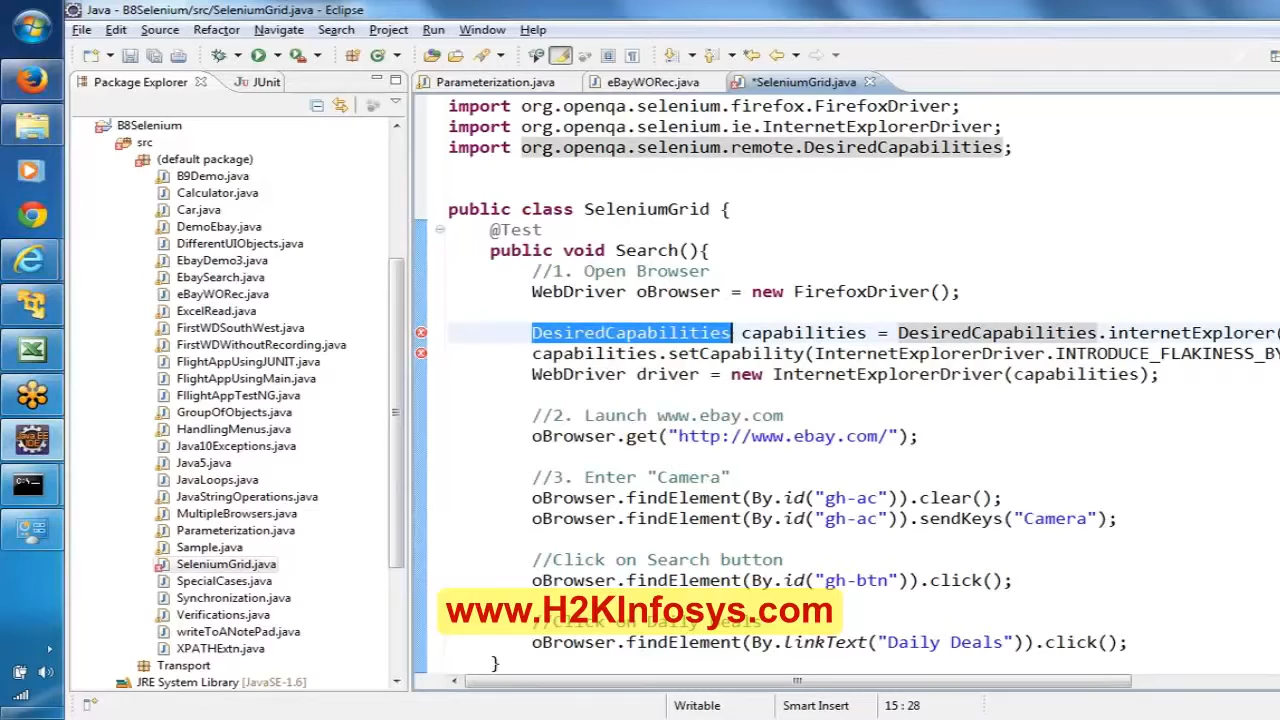 Java - B8Selenium/src/SeleniumGrid.java - Eclipse
File Edit Source Refactor Navigate Search Project Run Window Help
Package Explorer JUnit
Parameterization.java eBayWORec.java *SeleniumGrid.java
B8Selenium
src
(default package)
B9Demo.java
Calculator.java
Car.java
DemoEbay.java
DifferentUIObjects.java
EbayDemo3.java
EbaySearch.java
eBayWORec.java
ExcelRead.java
FirstWDSouthWest.java
FirstWDWithoutRecording.java
FlightAppUsingJUNIT.java
FlightAppUsingMain.java
FllightAppTestNG.java
GroupOfObjects.java
HandlingMenus.java
Java10Exceptions.java
Java5.java
JavaLoops.java
JavaStringOperations.java
MultipleBrowsers.java
Parameterization.java
Sample.java
SeleniumGrid.java
SpecialCases.java
Synchronization.java
Verifications.java
writeToANotePad.java
XPATHExtn.java
Transport
JRE System Library [JavaSE-1.6]
import org.openqa.selenium.firefox.FirefoxDriver;
import org.openqa.selenium.ie.InternetExplorerDriver;
import org.openqa.selenium.remote.DesiredCapabilities;
public class SeleniumGrid {
@Test
public void Search(){
//1. Open Browser
WebDriver oBrowser = new FirefoxDriver();
DesiredCapabilities capabilities = DesiredCapabilities.internetExplorer(
capabilities.setCapability(InternetExplorerDriver.INTRODUCE_FLAKINESS_BY
WebDriver driver = new InternetExplorerDriver(capabilities);
//2. Launch www.ebay.com
oBrowser.get("http://www.ebay.com/");
//3. Enter "Camera"
oBrowser.findElement(By.id("gh-ac")).clear();
oBrowser.findElement(By.id("gh-ac")).sendKeys("Camera");
//Click on Search button
oBrowser.findElement(By.id("gh-btn")).click();
www.H2KInfosys.com
//Click on Daily Deals
oBrowser.findElement(By.linkText("Daily Deals")).click();
}
Writable Smart Insert 15 : 28